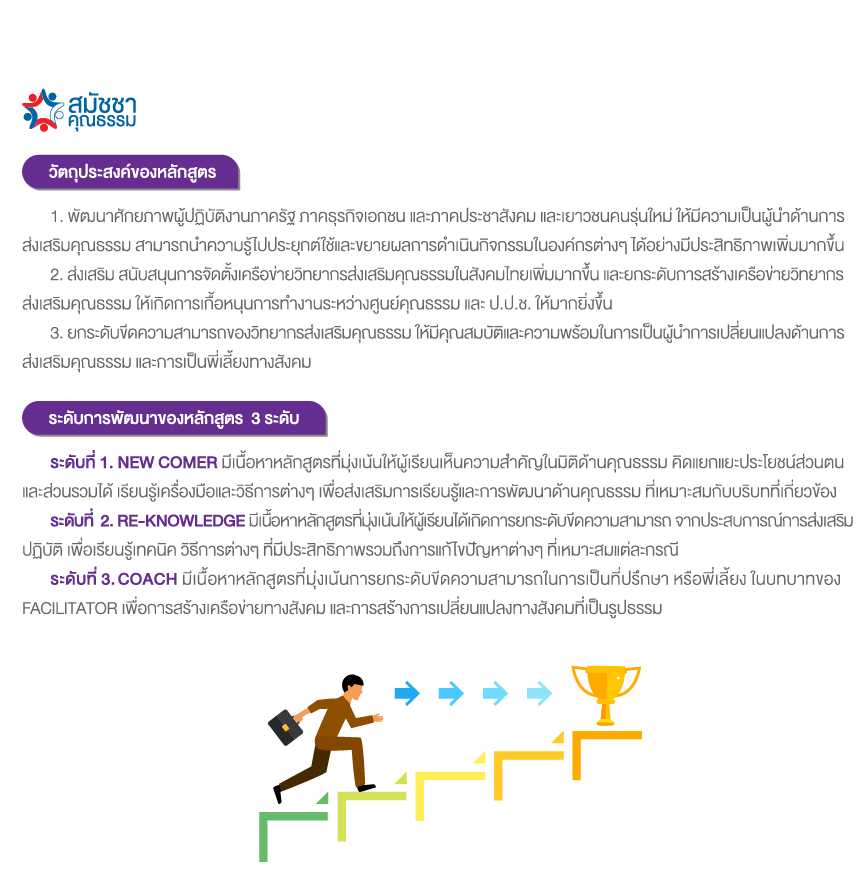 สมัชชา
คุณธรรม
วัตถุประสงค์ของหลักสูตร
1. พัฒนาศักยภาพผู้ปฏิบัติงานภาครัฐ ภาคธุรกิจเอกชน และภาคประชาสังคม และเยาวชนคนรุ่นใหม่ ให้มีความเป็นผู้นำด้านการ
ส่งเสริมคุณธรรม สามารถนำความรู้ไปประยุกต์ใช้และขยายผลการดำเนินกิจกรรมในองค์กรต่างๆ ได้อย่างมีประสิทธิภาพเพิ่มมากขึ้น
2. ส่งเสริม สนับสนุนการจัดตั้งเครือข่ายวิทยากรส่งเสริมคุณธรรมในสังคมไทยเพิ่มมากขึ้น และยกระดับการสร้างเครือข่ายวิทยากร
ส่งเสริมคุณธรรม ให้เกิดการเกื้อหนุนการทำงานระหว่างศูนย์คุณธรรม และ ป.ป.ช. ให้มากยิ่งขึ้น
3. ยกระดับขีดความสามารถของวิทยากรส่งเสริมคุณธรรม ให้มีคุณสมบัติและความพร้อมในการเป็นผู้นำการเปลี่ยนแปลงด้านการ
ส่งเสริมคุณธรรม และการเป็นพี่เลี้ยงทางสังคม
ระดับการพัฒนาของหลักสูตร 3 ระดับ
ระดับที่ 1. NEW COMER มีเนื้อหาหลักสูตรที่มุ่งเน้นให้ผู้เรียนเห็นความสำคัญในมิติด้านคุณธรรม คิดแยกแยะประโยชน์ส่วนตน
และส่วนรวมได้ เรียนรู้เครื่องมือและวิธีการต่างๆ เพื่อส่งเสริมการเรียนรู้และการพัฒนาด้านคุณธรรม ที่เหมาะสมกับบริบทที่เกี่ยวข้อง
ระดับที่ 2. RE-KNOWLEDGE มีเนื้อหาหลักสูตรที่มุ่งเน้นให้ผู้เรียนได้เกิดการยกระดับขีดความสามารถ จากประสบการณ์การส่งเสริม
ปฏิบัติ เพื่อเรียนรู้เทคนิค วิธีการต่างๆ ที่มีประสิทธิภาพรวมถึงการแก้ไขปัญหาต่างๆ ที่เหมาะสมแต่ละกรณี
ระดับที่ 3. COACH มีเนื้อหาหลักสูตรที่มุ่งเน้นการยกระดับขีดความสามารถในการเป็นที่ปรึกษา หรือพี่เลี้ยง ในบทบาทของ
FACILITATOR เพื่อการสร้างเครือข่ายทางสังคม และการสร้างการเปลี่ยนแปลงทางสังคมที่เป็นรูปธรรม